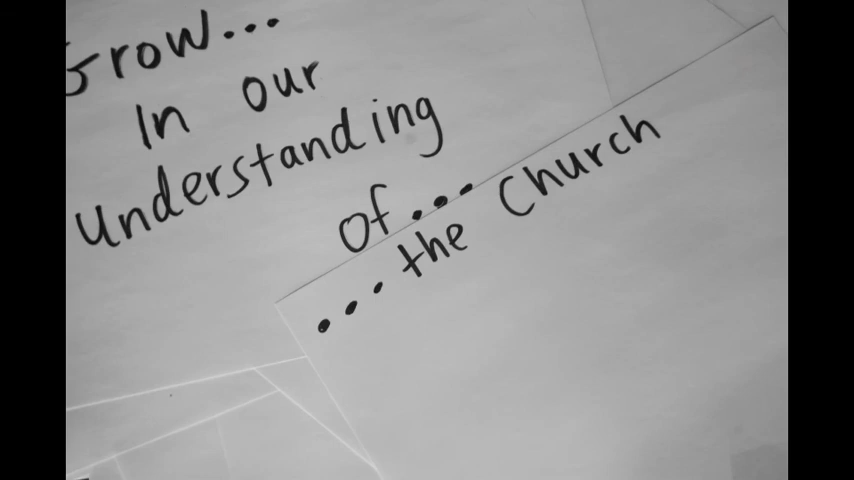 Grow...
In our
understanding
of...
...the Church